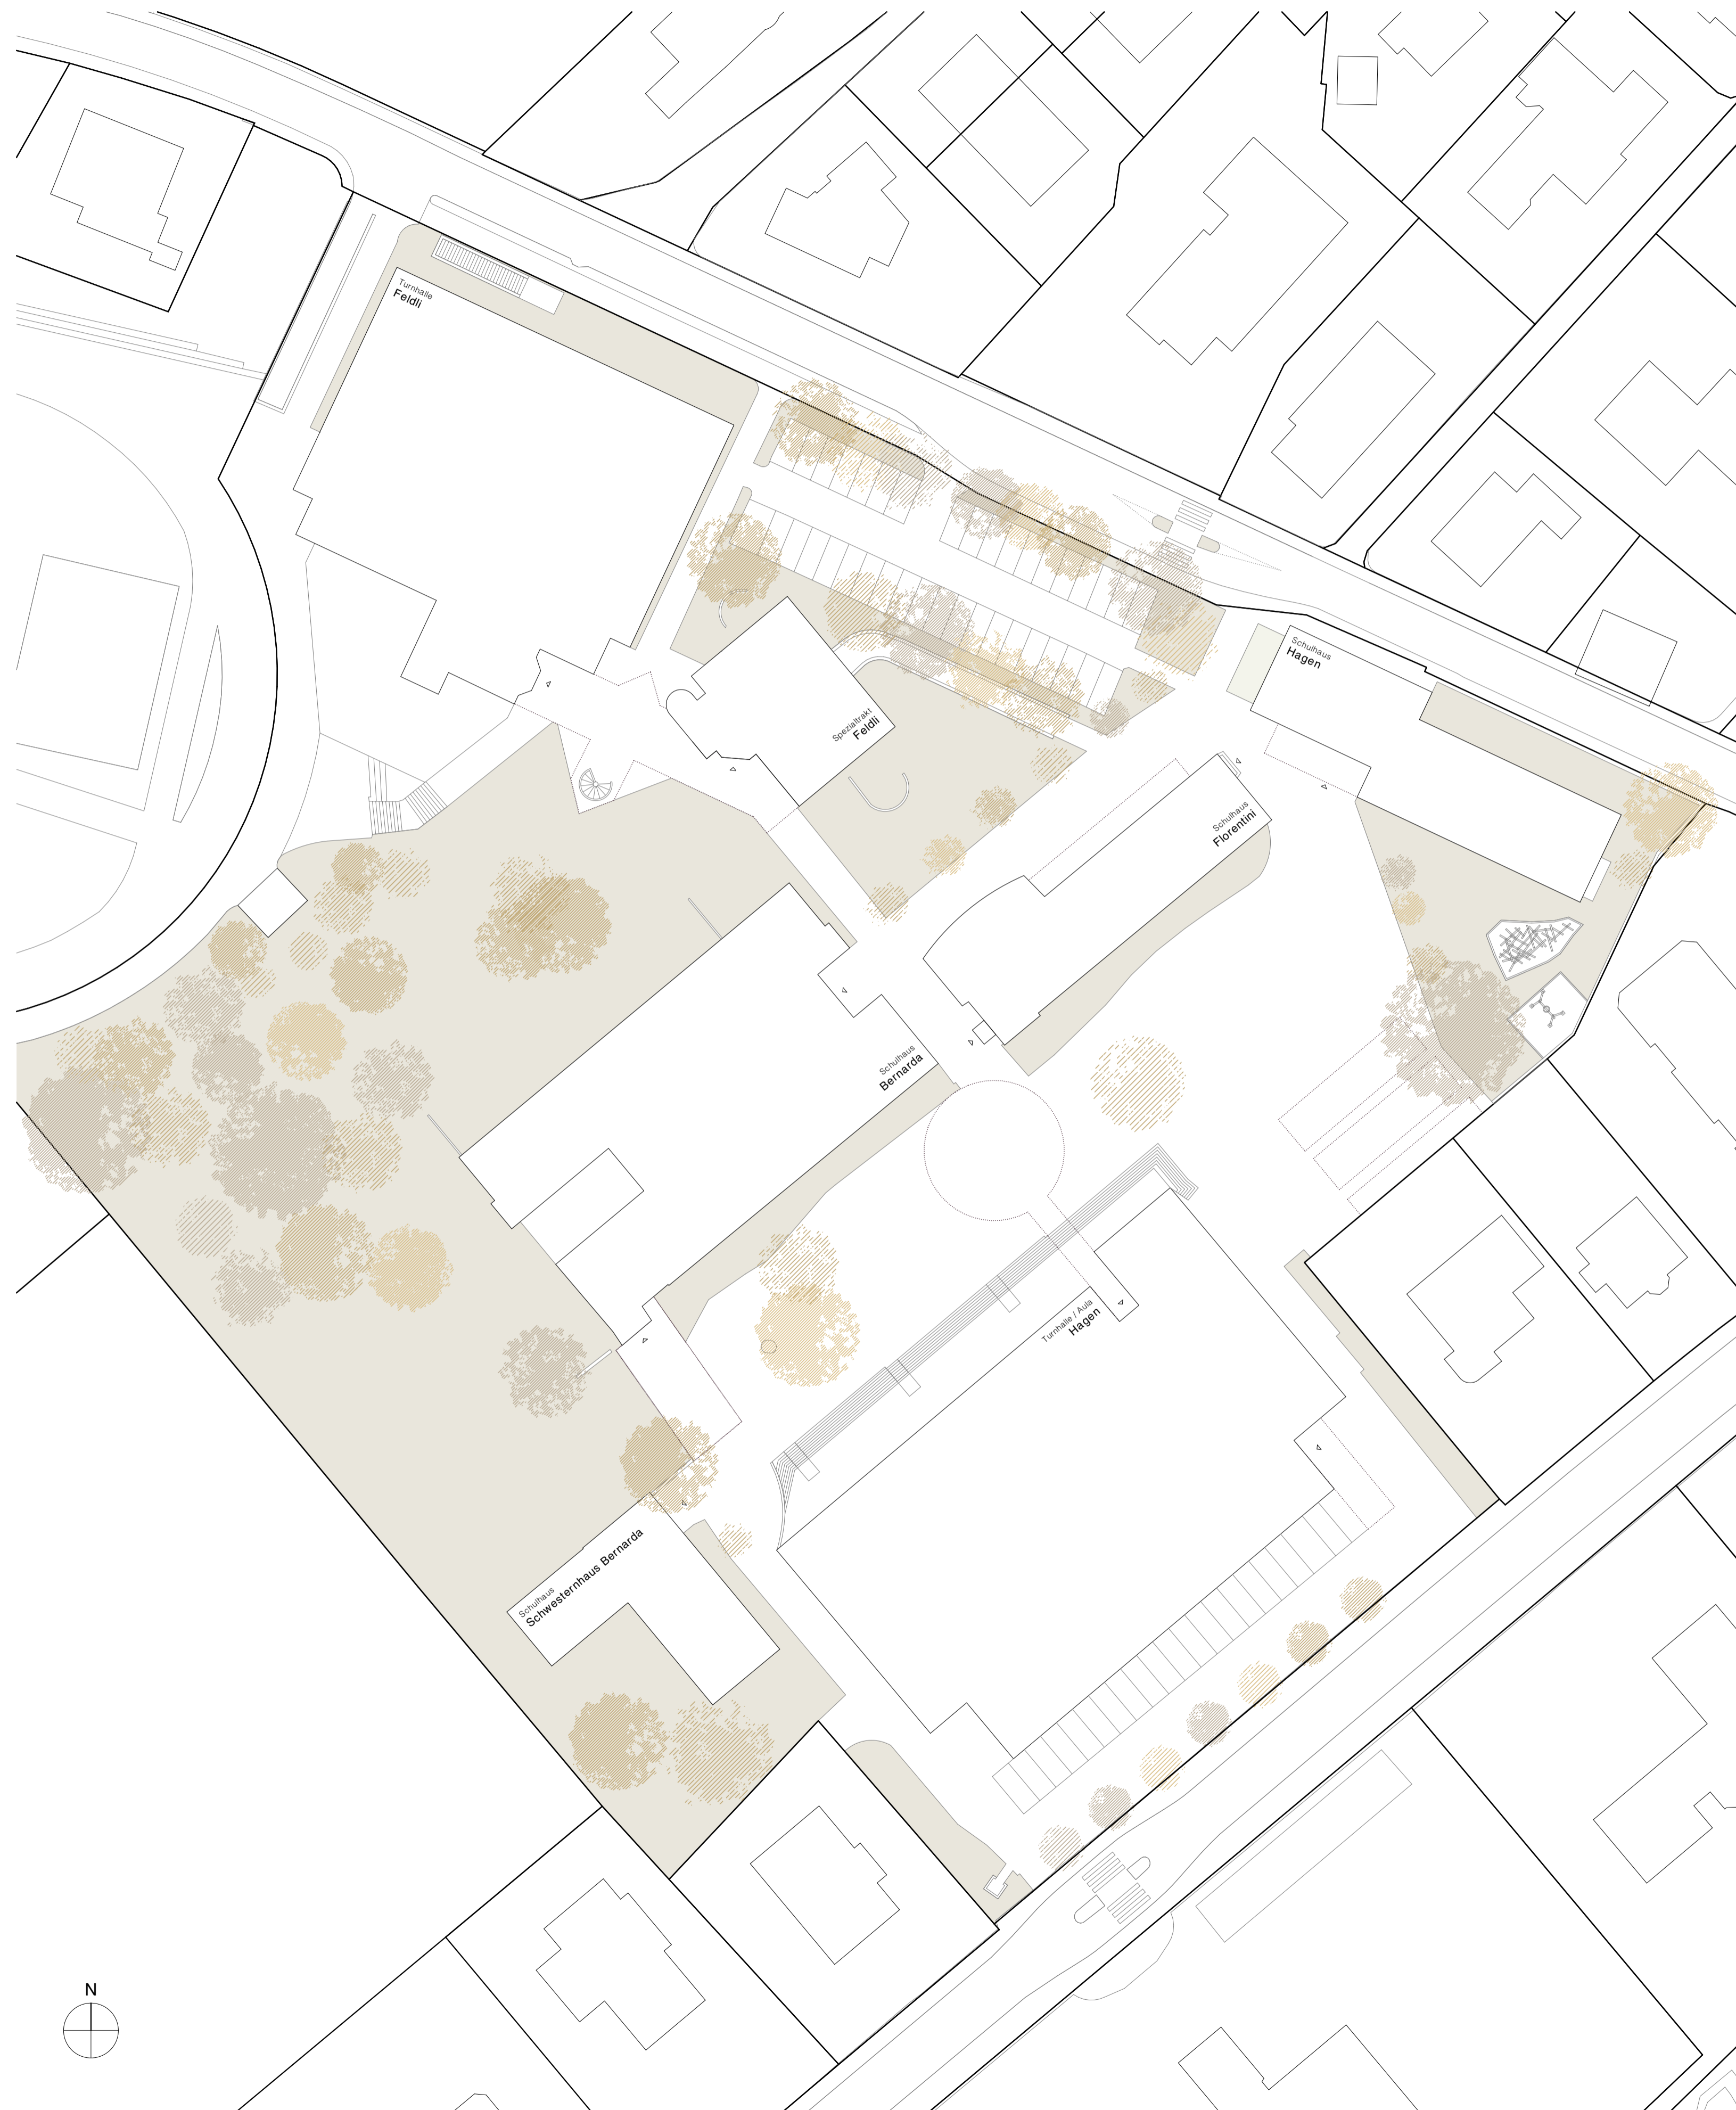 Turnhalle
Feldli
Schulhaus
Hagen
Spezialtrakt
Feldli
Schulhaus
Florentini
Schulhaus
Bernarda
Turnhalle / Aula
Hagen
Schulhaus
Schwesternhaus Bernarda
N